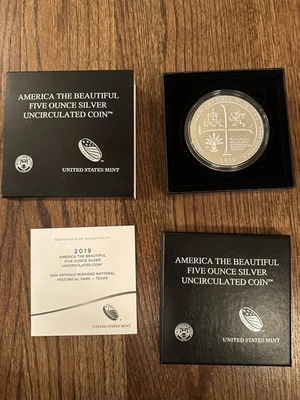 AMERICA THE BEAUTIFUL
FIVE OUNCE SILVER
UNCIRCULATED COIN™
UNITED STATES MINT
2019
CERTIFICATE OF AUTHENTICITY
2019
AMERICA THE BEAUTIFUL
FIVE OUNCE SILVER
UNCIRCULATED COIN™
SAN ANTONIO MISSIONS NATIONAL
HISTORICAL PARK — TEXAS
UNITED STATES MINT
AMERICA THE BEAUTIFUL
FIVE OUNCE SILVER
UNCIRCULATED COIN™
UNITED STATES MINT